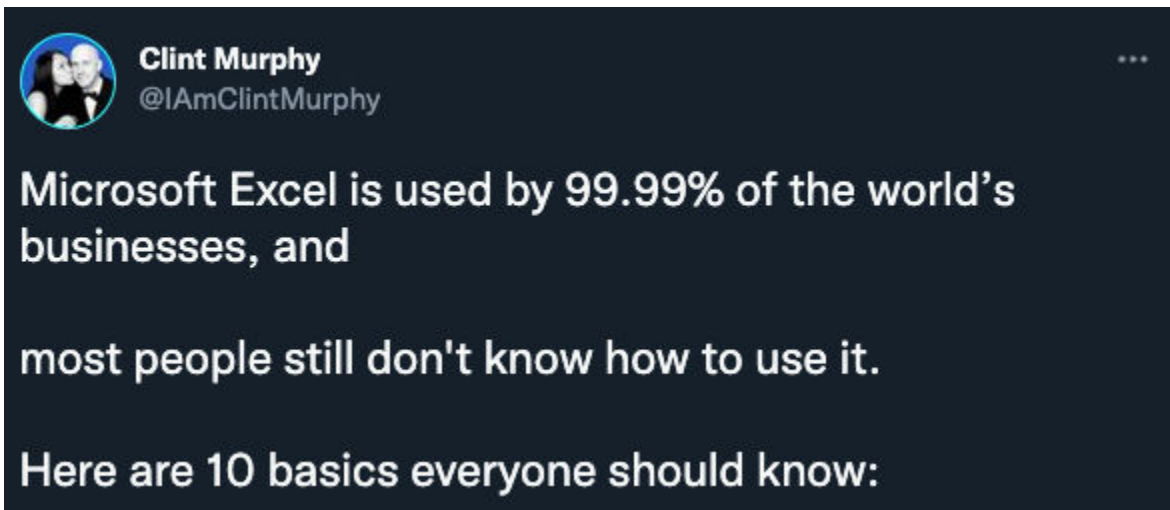 Clint Murphy
@IAmClintMurphy
Microsoft Excel is used by 99.99% of the world’s
businesses, and
most people still don't know how to use it.
Here are 10 basics everyone should know: